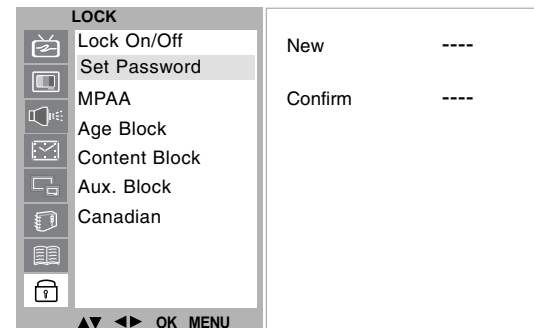 LOCK
Lock On/Off
Set Password
MPAA
Age Block
Content Block
Aux. Block
Canadian
▲▼ ◄► OK MENU
New ----
Confirm ----